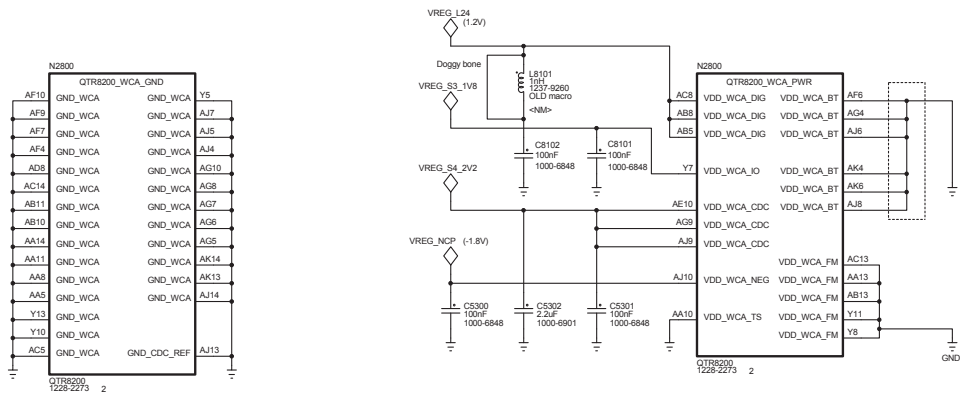 N2800
QTR8200_WCA_GND
AF10 GND_WCA GND_WCA Y5
AF9 GND_WCA GND_WCA AJ7
AF7 GND_WCA GND_WCA AJ5
AF4 GND_WCA GND_WCA AJ4
AD8 GND_WCA GND_WCA AG10
AC14 GND_WCA GND_WCA AG8
AB11 GND_WCA GND_WCA AG7
AB10 GND_WCA GND_WCA AG6
AA14 GND_WCA GND_WCA AG5
AA11 GND_WCA GND_WCA AK14
AA8 GND_WCA GND_WCA AK13
AA5 GND_WCA GND_WCA AJ14
Y13 GND_WCA
Y10 GND_WCA
AC5 GND_WCA GND_CDC_REF AJ13
QTR8200
1228-2273 2
VREG_L24
(1.2V)
Doggy bone
L8101
1nH
1237-9260
OLD macro
<NM>
VREG_S3_1V8
C8102
100nF
1000-6848
C8101
100nF
1000-6848
VREG_S4_2V2
VREG_NCP (-1.8V)
C5300
100nF
1000-6848
C5302
2.2uF
1000-6901
C5301
100nF
1000-6848
N2800
QTR8200_WCA_PWR
AC8 VDD_WCA_DIG VDD_WCA_BT AF6
AB8 VDD_WCA_DIG VDD_WCA_BT AG4
AB5 VDD_WCA_DIG VDD_WCA_BT AJ6
Y7 VDD_WCA_IO VDD_WCA_BT AK4
VDD_WCA_BT AK6
AE10 VDD_WCA_CDC VDD_WCA_BT AJ8
AG9 VDD_WCA_CDC
AJ9 VDD_WCA_CDC
VDD_WCA_FM AC13
AJ10 VDD_WCA_NEG VDD_WCA_FM AA13
VDD_WCA_FM AB13
AA10 VDD_WCA_TS VDD_WCA_FM Y11
VDD_WCA_FM Y8
GND
QTR8200
1228-2273 2